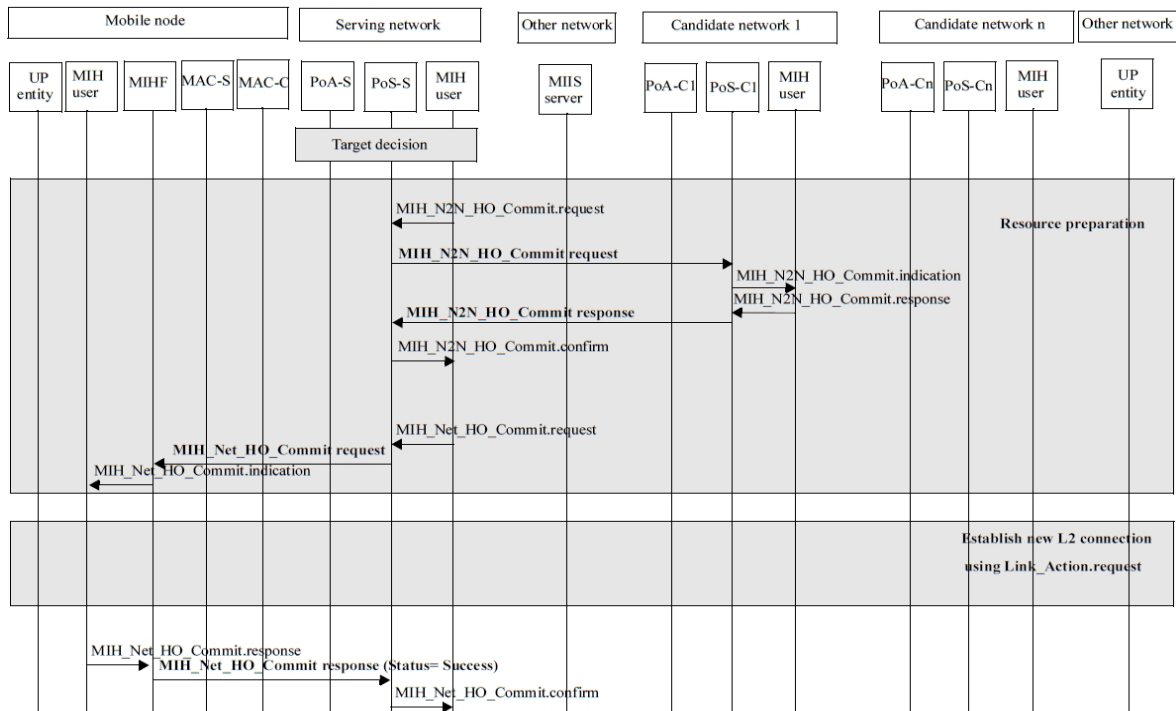 Mobile node
Serving network
Other network
Candidate network 1
Candidate network n
Other network
UP
entity
MIH
user
MIHF
MAC-S
MAC-C
PoA-S
PoS-S
MIH
user
MIIS
server
PoA-C1
PoS-C1
MIH
user
PoA-Cn
PoS-Cn
MIH
user
UP
entity
Target decision
MIH_N2N_HO_Commit.request
Resource preparation
MIH_N2N_HO_Commit request
MIH_N2N_HO_Commit.indication
MIH_N2N_HO_Commit.response
MIH_N2N_HO_Commit response
MIH_N2N_HO_Commit.confirm
MIH_Net_HO_Commit.request
MIH_Net_HO_Commit request
MIH_Net_HO_Commit.indication
Establish new L2 connection
using Link_Action.request
MIH_Net_HO_Commit.response
MIH_Net_HO_Commit response (Status= Success)
MIH_Net_HO_Commit.confirm